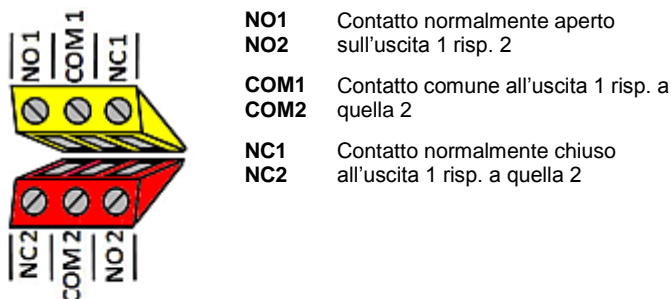 NO1 COM1 NC1
NC2 COM2 NO2
NO1 Contatto normalmente aperto
NO2 sull'uscita 1 risp. 2
COM1 Contatto comune all'uscita 1 risp. a
COM2 quella 2
NC1 Contatto normalmente chiuso
NC2 all'uscita 1 risp. a quella 2